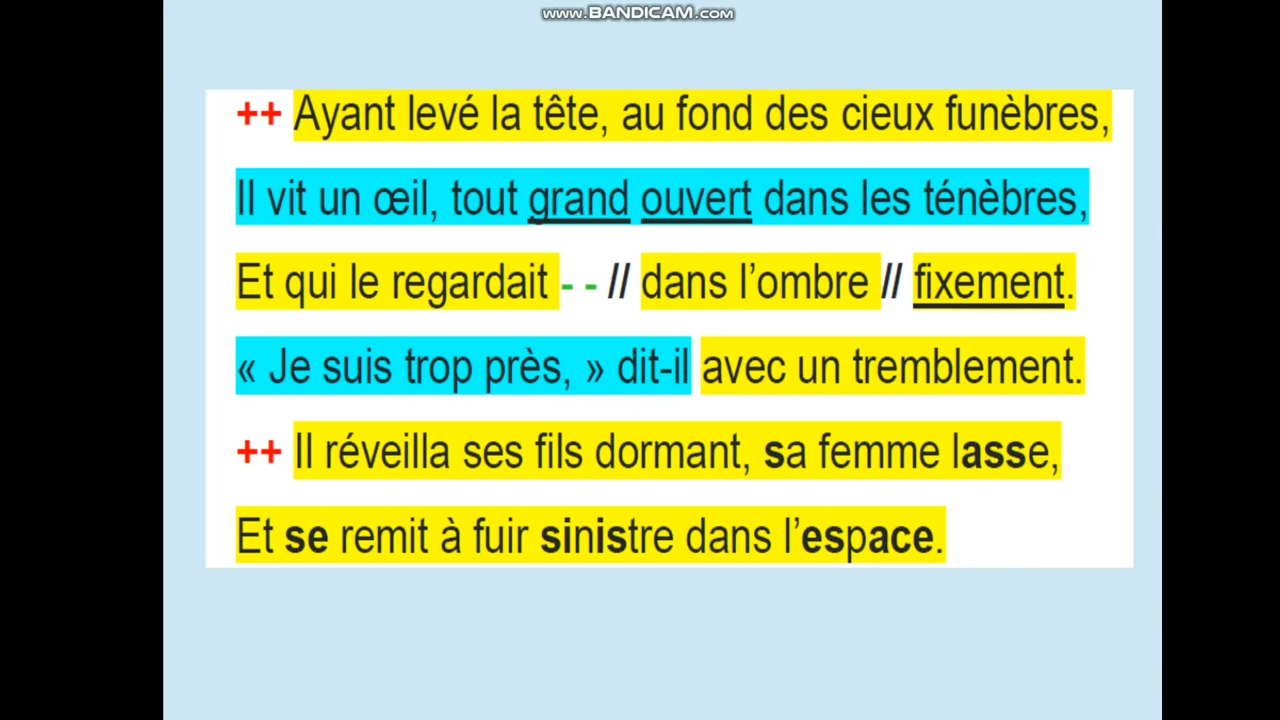 www.BANDICAM.com
++ Ayant levé la tête, au fond des cieux funèbres,
Il vit un œil, tout grand ouvert dans les ténèbres,
Et qui le regardait - - // dans l’ombre // fixement.
« Je suis trop près, » dit-il avec un tremblement.
++ Il réveilla ses fils dormant, sa femme lasse,
Et se remit à fuir sinistre dans l’espace.